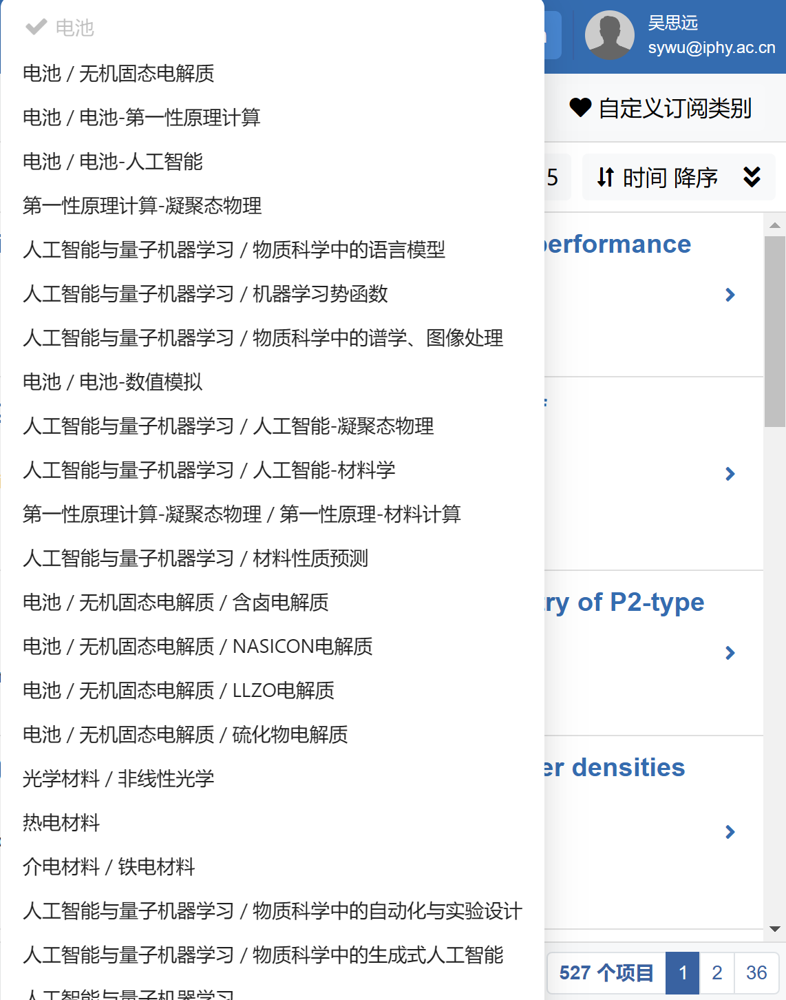 电池
电池 / 无机固态电解质
电池 / 电池-第一性原理计算
电池 / 电池-人工智能
第一性原理计算-凝聚态物理
人工智能与量子机器学习 / 物质科学中的语言模型
人工智能与量子机器学习 / 机器学习势函数
人工智能与量子机器学习 / 物质科学中的谱学、图像处理
电池 / 电池-数值模拟
人工智能与量子机器学习 / 人工智能-凝聚态物理
人工智能与量子机器学习 / 人工智能-材料学
第一性原理计算-凝聚态物理 / 第一性原理-材料计算
人工智能与量子机器学习 / 材料性质预测
电池 / 无机固态电解质 / 含卤电解质
电池 / 无机固态电解质 / NASICON电解质
电池 / 无机固态电解质 / LLZO电解质
电池 / 无机固态电解质 / 硫化物电解质
光学材料 / 非线性光学
热电材料
介电材料 / 铁电材料
人工智能与量子机器学习 / 物质科学中的自动化与实验设计
人工智能与量子机器学习 / 物质科学中的生成式人工智能
人工智能与量子机器学习
吴思远
sywu@iphy.ac.cn
自定义订阅类别
5
时间 降序
performance
ry of P2-type
er densities
527 个项目 1 2 36